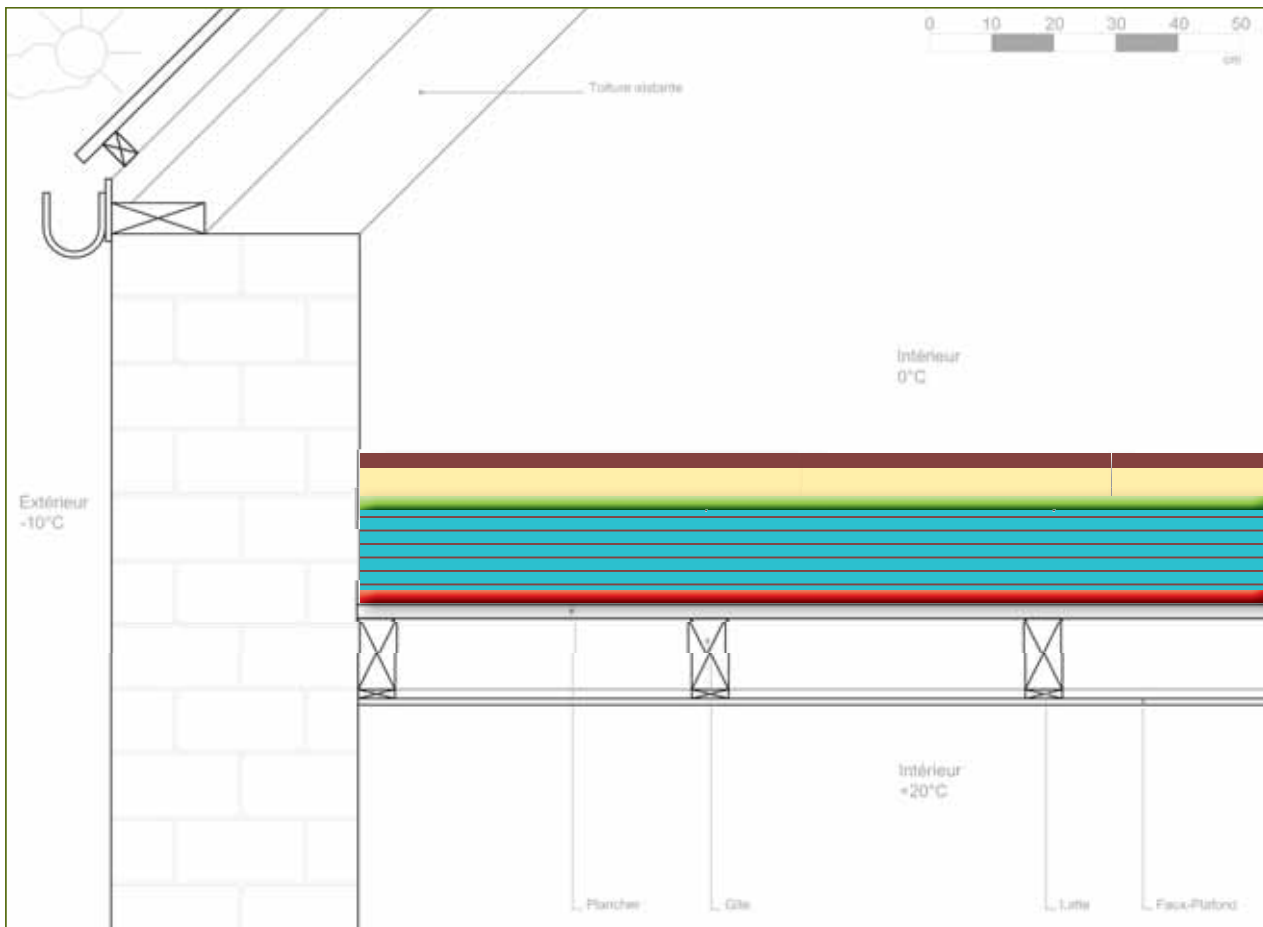 0 10 20 30 40 50
cm
Toiture existante
Intérieur
0°C
Extérieur
-10°C
Intérieur
+20°C
Plancher
Gîte
Latte
Faux-Plafond